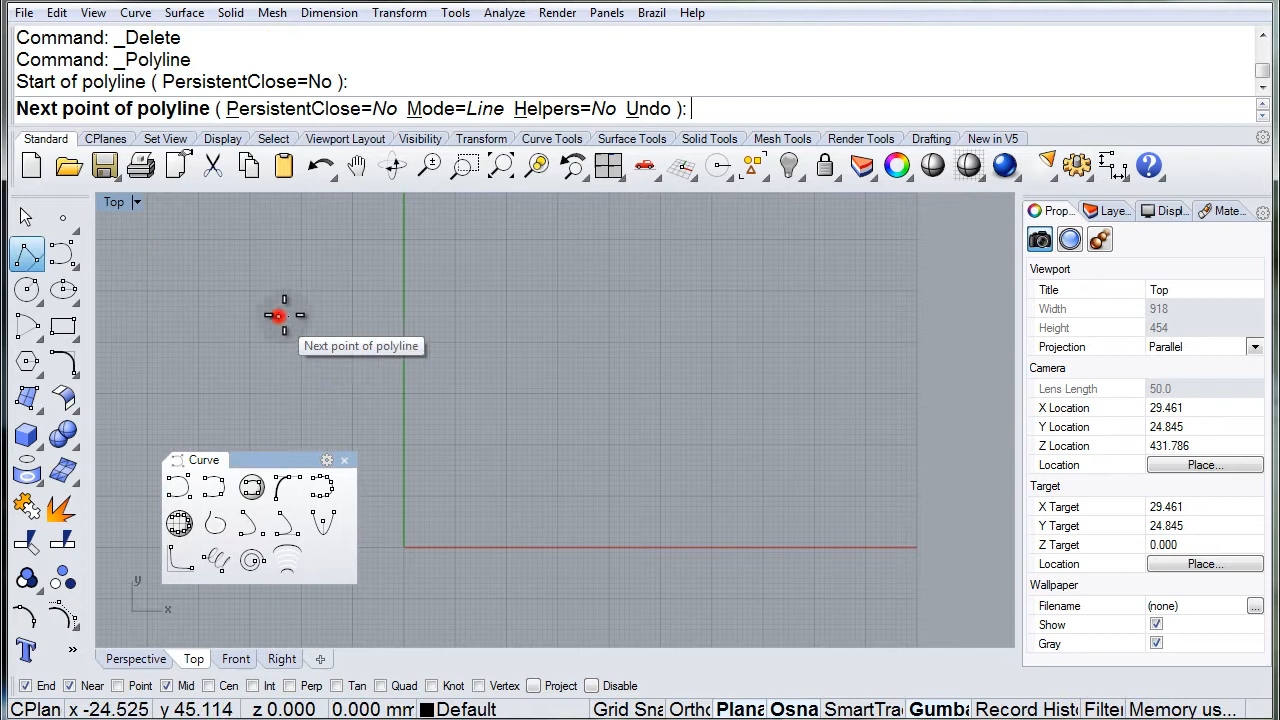 File Edit View Curve Surface Solid Mesh Dimension Transform Tools Analyze Render Panels Brazil Help
Command: _Delete
Command: _Polyline
Start of polyline ( PersistentClose=No ):
Next point of polyline ( PersistentClose=No Mode=Line Helpers=No Undo ):
Standard CPlanes Set View Display Select Viewport Layout Visibility Transform Curve Tools Surface Tools Solid Tools Mesh Tools Render Tools Drafting New in V5
Top
Prop... Laye... Displ... Mate...
Viewport
Title Top
Width 918
Height 454
Projection Parallel
Camera
Lens Length 50.0
X Location 29.461
Y Location 24.845
Z Location 431.786
Location Place...
Target
X Target 29.461
Y Target 24.845
Z Target 0.000
Location Place...
Wallpaper
Filename (none) ...
Show
Gray
Next point of polyline
Curve
y
x
Perspective Top Front Right
End Near Point Mid Cen Int Perp Tan Quad Knot Vertex Project Disable
CPlan x -24.525 y 45.114 z 0.000 0.000 mm Default Grid Sna Ortho Plana Osna SmartTra Gumba Record Hist Filter Memory us...